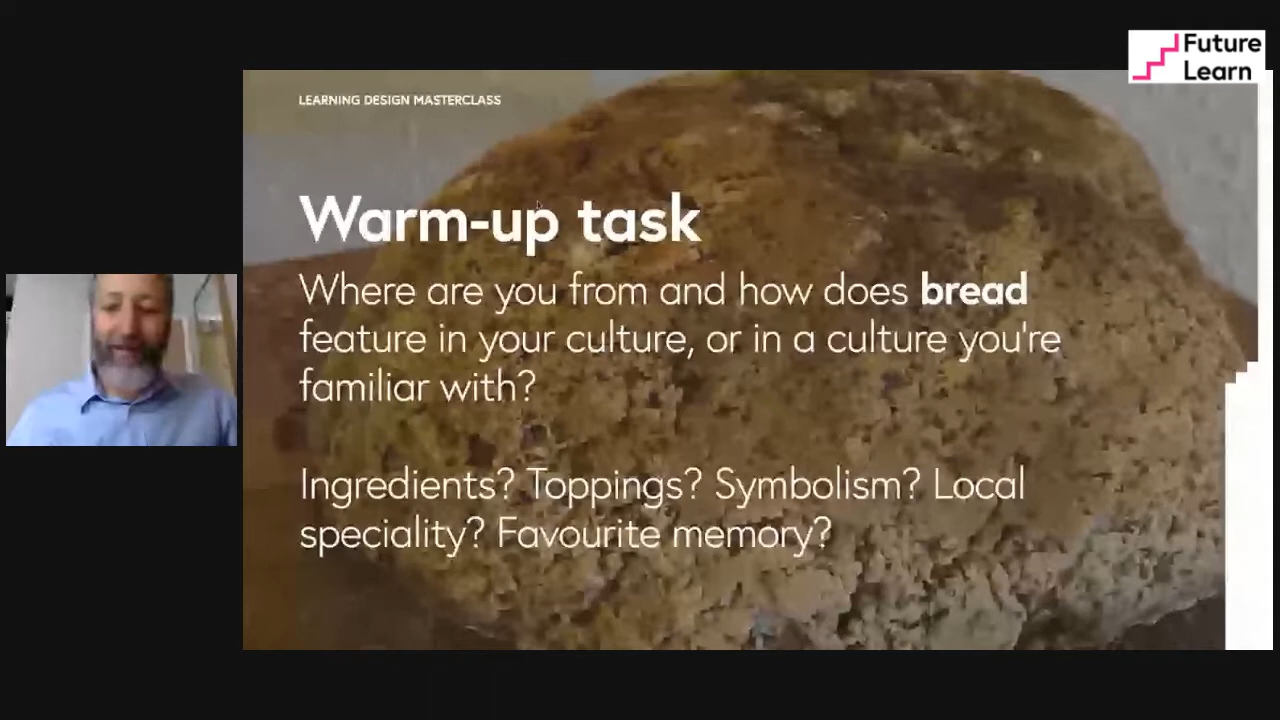 Future
Learn
LEARNING DESIGN MASTERCLASS
Warm-up task
Where are you from and how does bread
feature in your culture, or in a culture you're
familiar with?
Ingredients? Toppings? Symbolism? Local
speciality? Favourite memory?